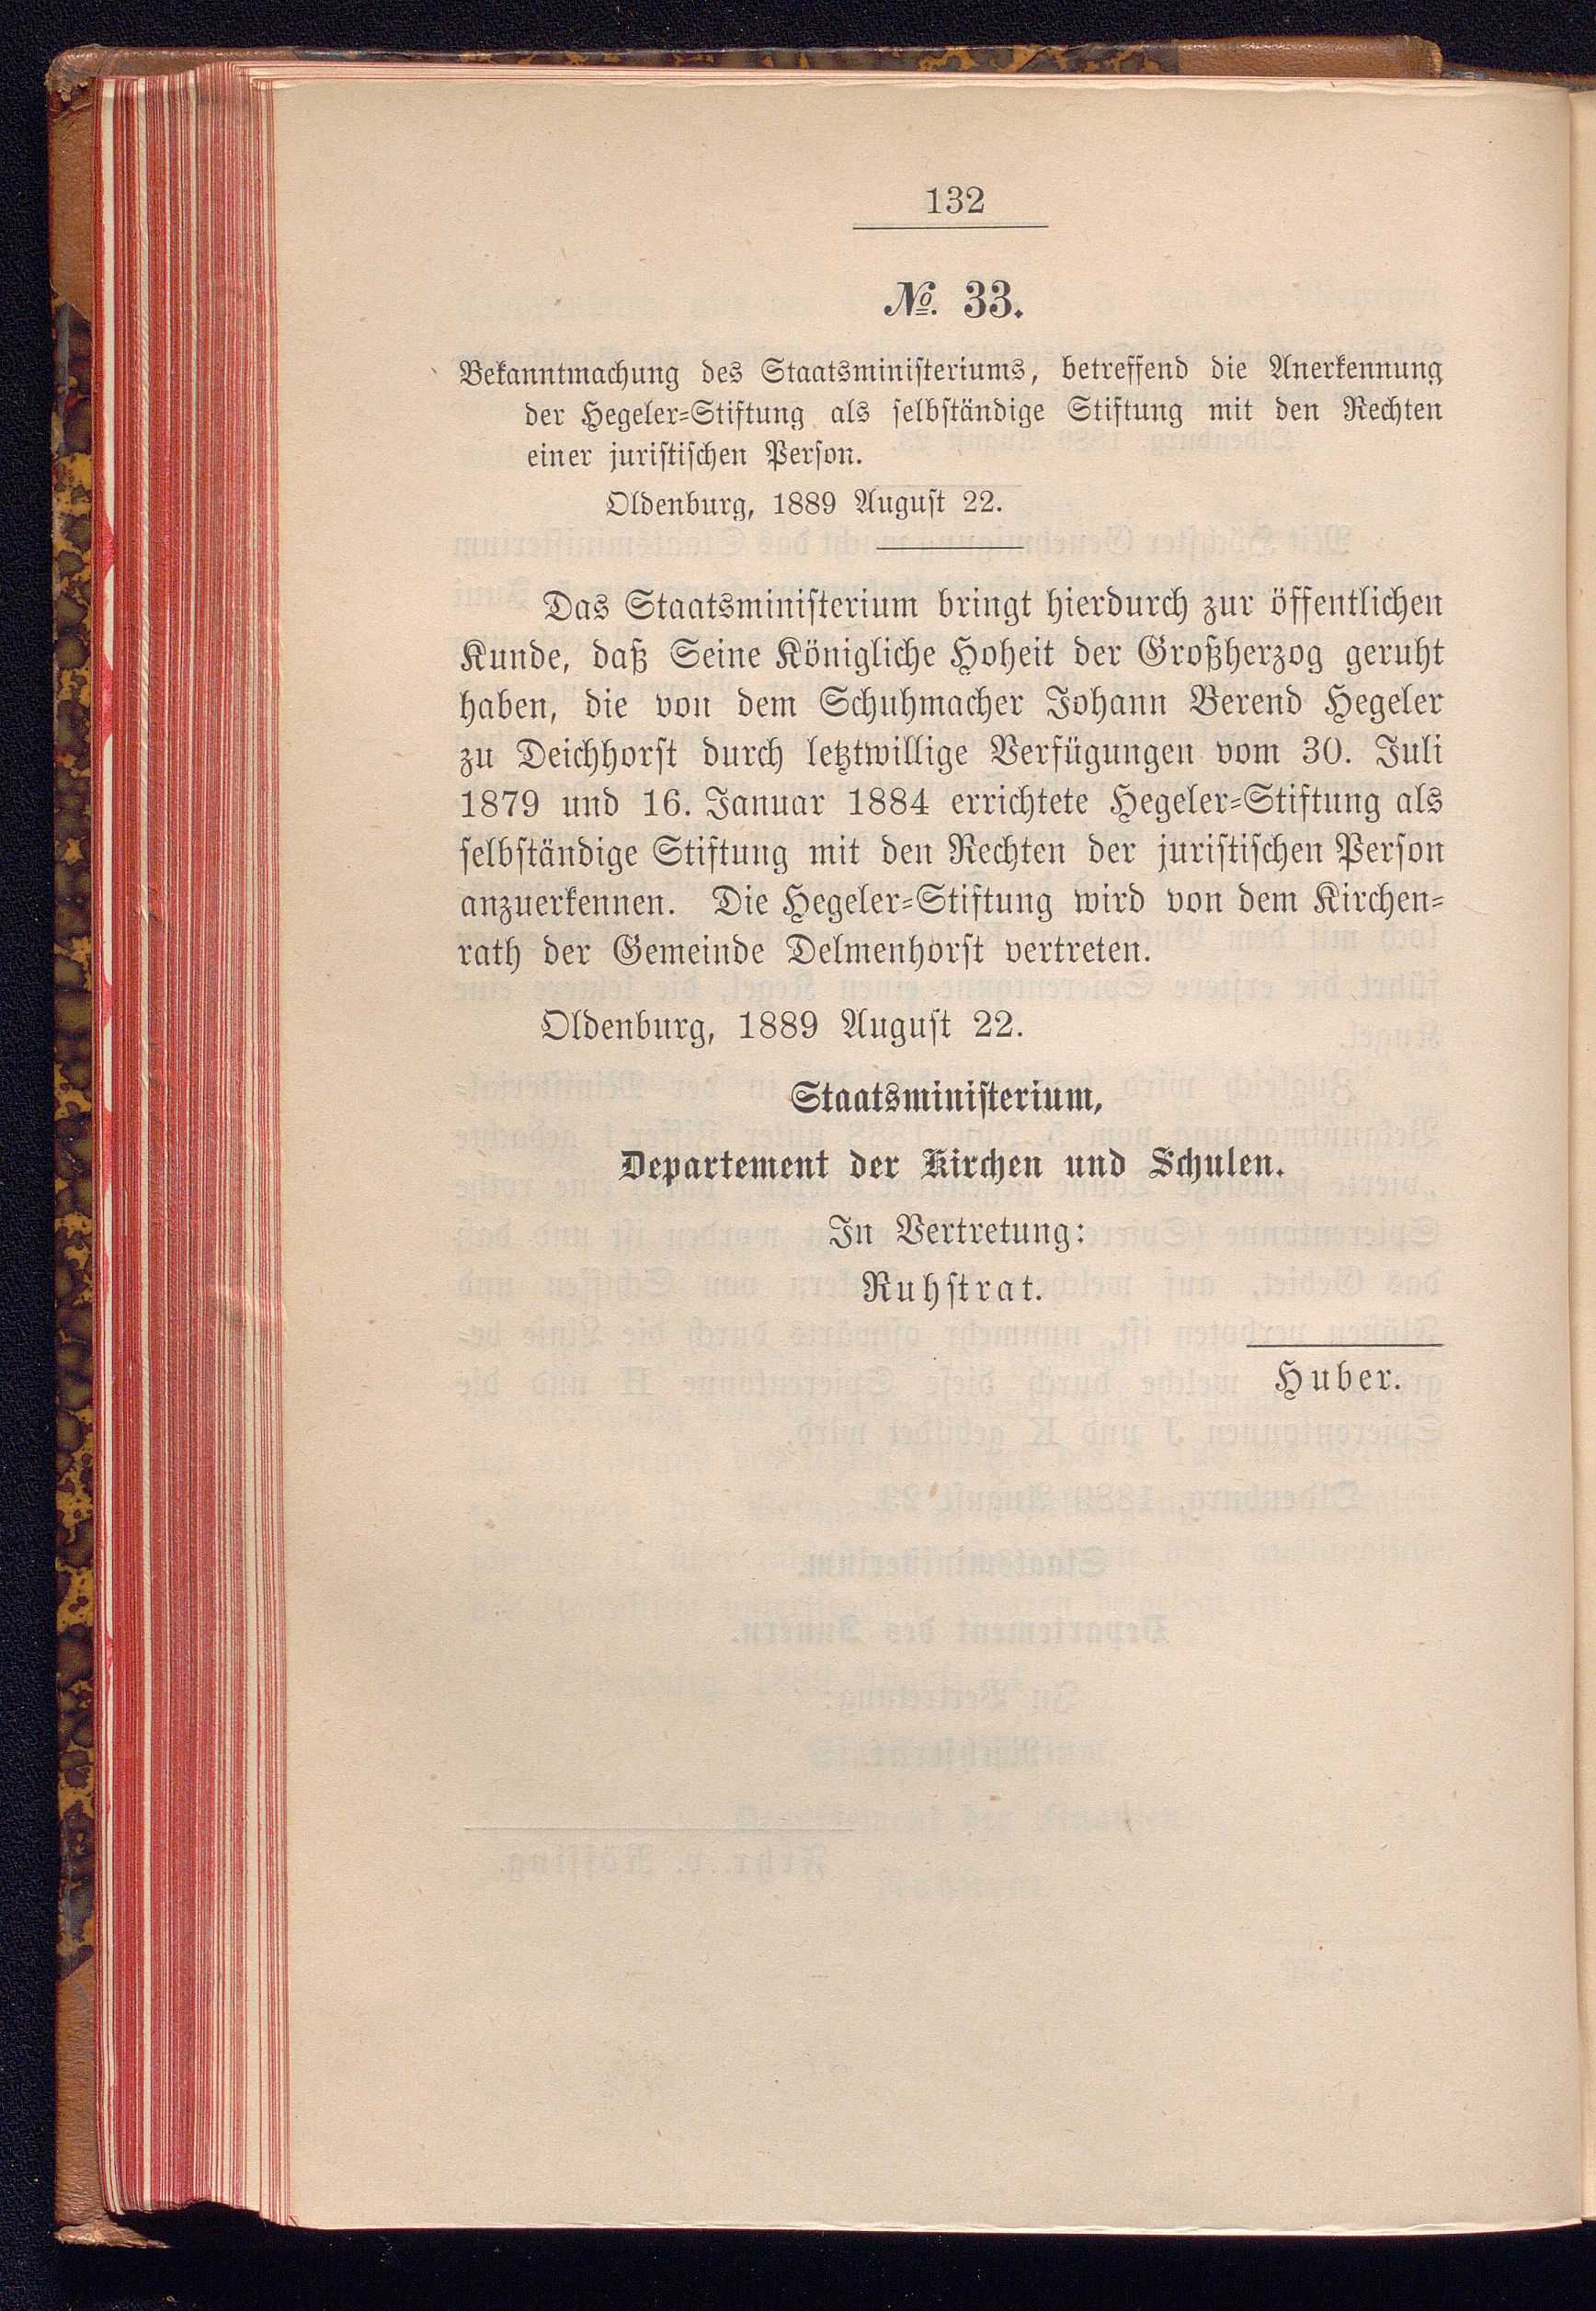 132
№. 33.
Bekanntmachung des Staatsministeriums, betreffend die Anerkennung
der Hegeler-Stiftung als selbständige Stiftung mit den Rechten
einer juristischen Person.
Oldenburg, 1889 August 22.
Das Staatsministerium bringt hierdurch zur öffentlichen
Kunde, daß Seine Königliche Hoheit der Großherzog geruht
haben, die von dem Schuhmacher Johann Berend Hegeler
zu Deichhorst durch letztwillige Verfügungen vom 30. Juli
1879 und 16. Januar 1884 errichtete Hegeler-Stiftung als
selbständige Stiftung mit den Rechten der juristischen Person
anzuerkennen. Die Hegeler-Stiftung wird von dem Kirchen-
rath der Gemeinde Delmenhorst vertreten.
Oldenburg, 1889 August 22.
Staatsministerium,
Departement der Kirchen und Schulen.
In Vertretung:
Ruhstrat.
Huber.